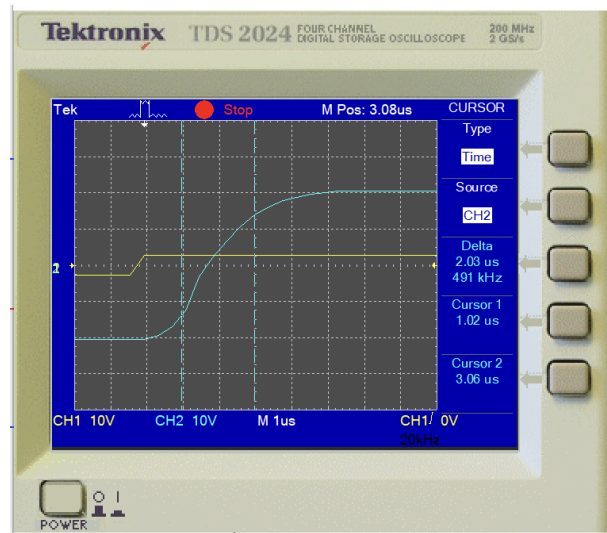 Tektronix TDS 2024 FOUR CHANNEL 200 MHz
DIGITAL STORAGE OSCILLOSCOPE 2 GS/s
Tek Stop M Pos: 3.08us CURSOR
Type
Time
Source
CH2
Delta
2.03 us
491 kHz
Cursor 1
1.02 us
Cursor 2
3.06 us
2
CH1 10V CH2 10V M 1us CH1/ 0V
20kHz
O I
POWER